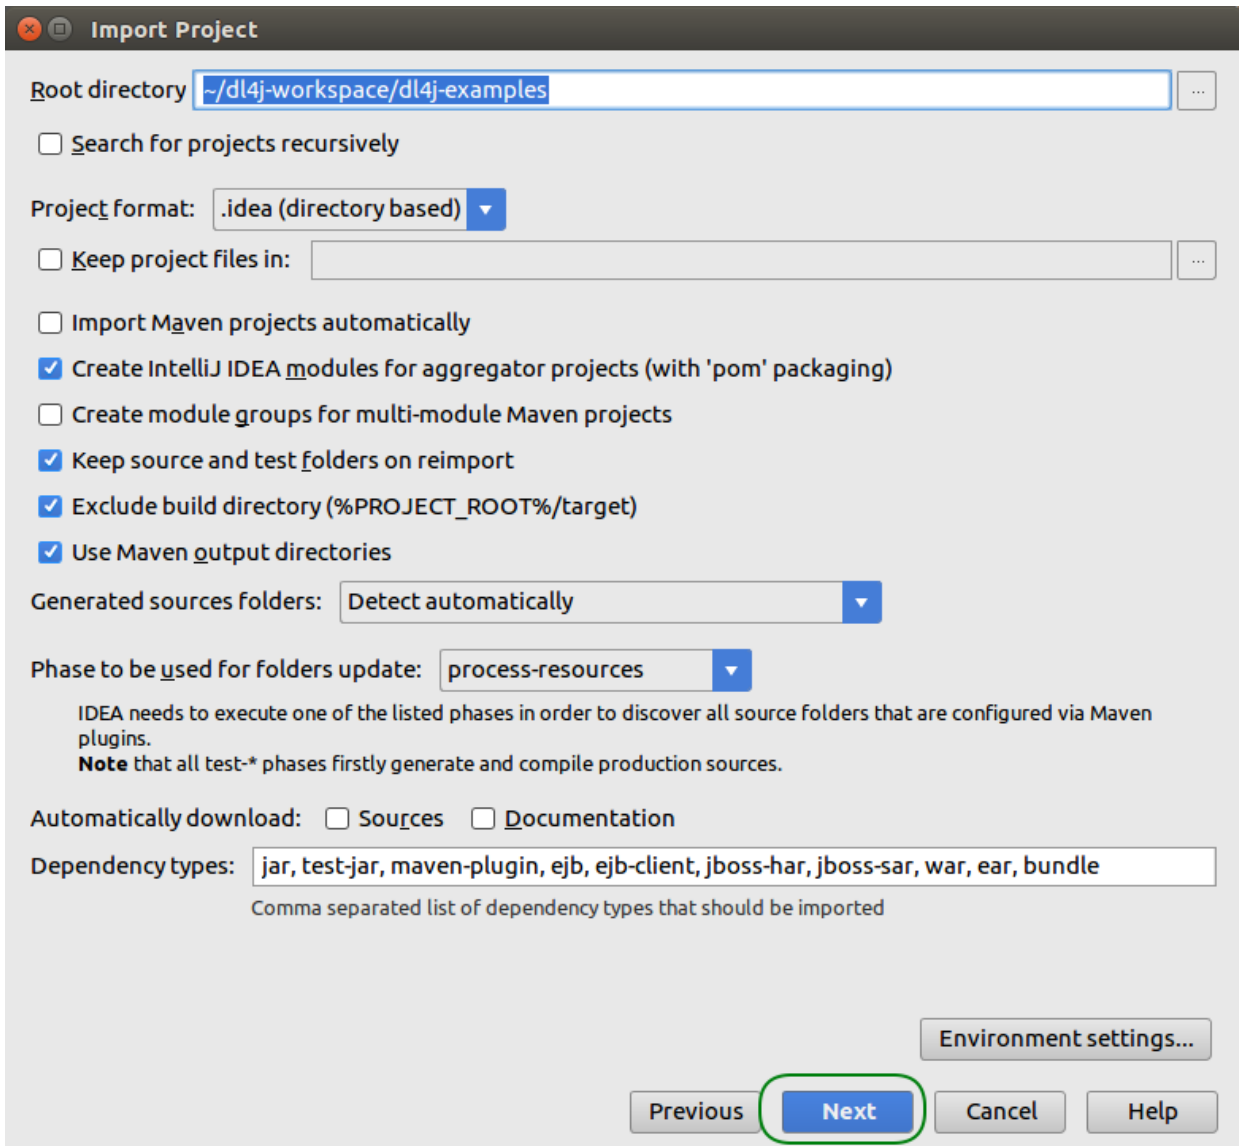 Import Project
Root directory ~/dl4j-workspace/dl4j-examples ...
Search for projects recursively
Project format: .idea (directory based)
Keep project files in: ...
Import Maven projects automatically
Create IntelliJ IDEA modules for aggregator projects (with 'pom' packaging)
Create module groups for multi-module Maven projects
Keep source and test folders on reimport
Exclude build directory (%PROJECT_ROOT%/target)
Use Maven output directories
Generated sources folders: Detect automatically
Phase to be used for folders update: process-resources
IDEA needs to execute one of the listed phases in order to discover all source folders that are configured via Maven
plugins.
Note that all test-* phases firstly generate and compile production sources.
Automatically download: Sources Documentation
Dependency types: jar, test-jar, maven-plugin, ejb, ejb-client, jboss-har, jboss-sar, war, ear, bundle
Comma separated list of dependency types that should be imported
Environment settings...
Previous Next Cancel Help